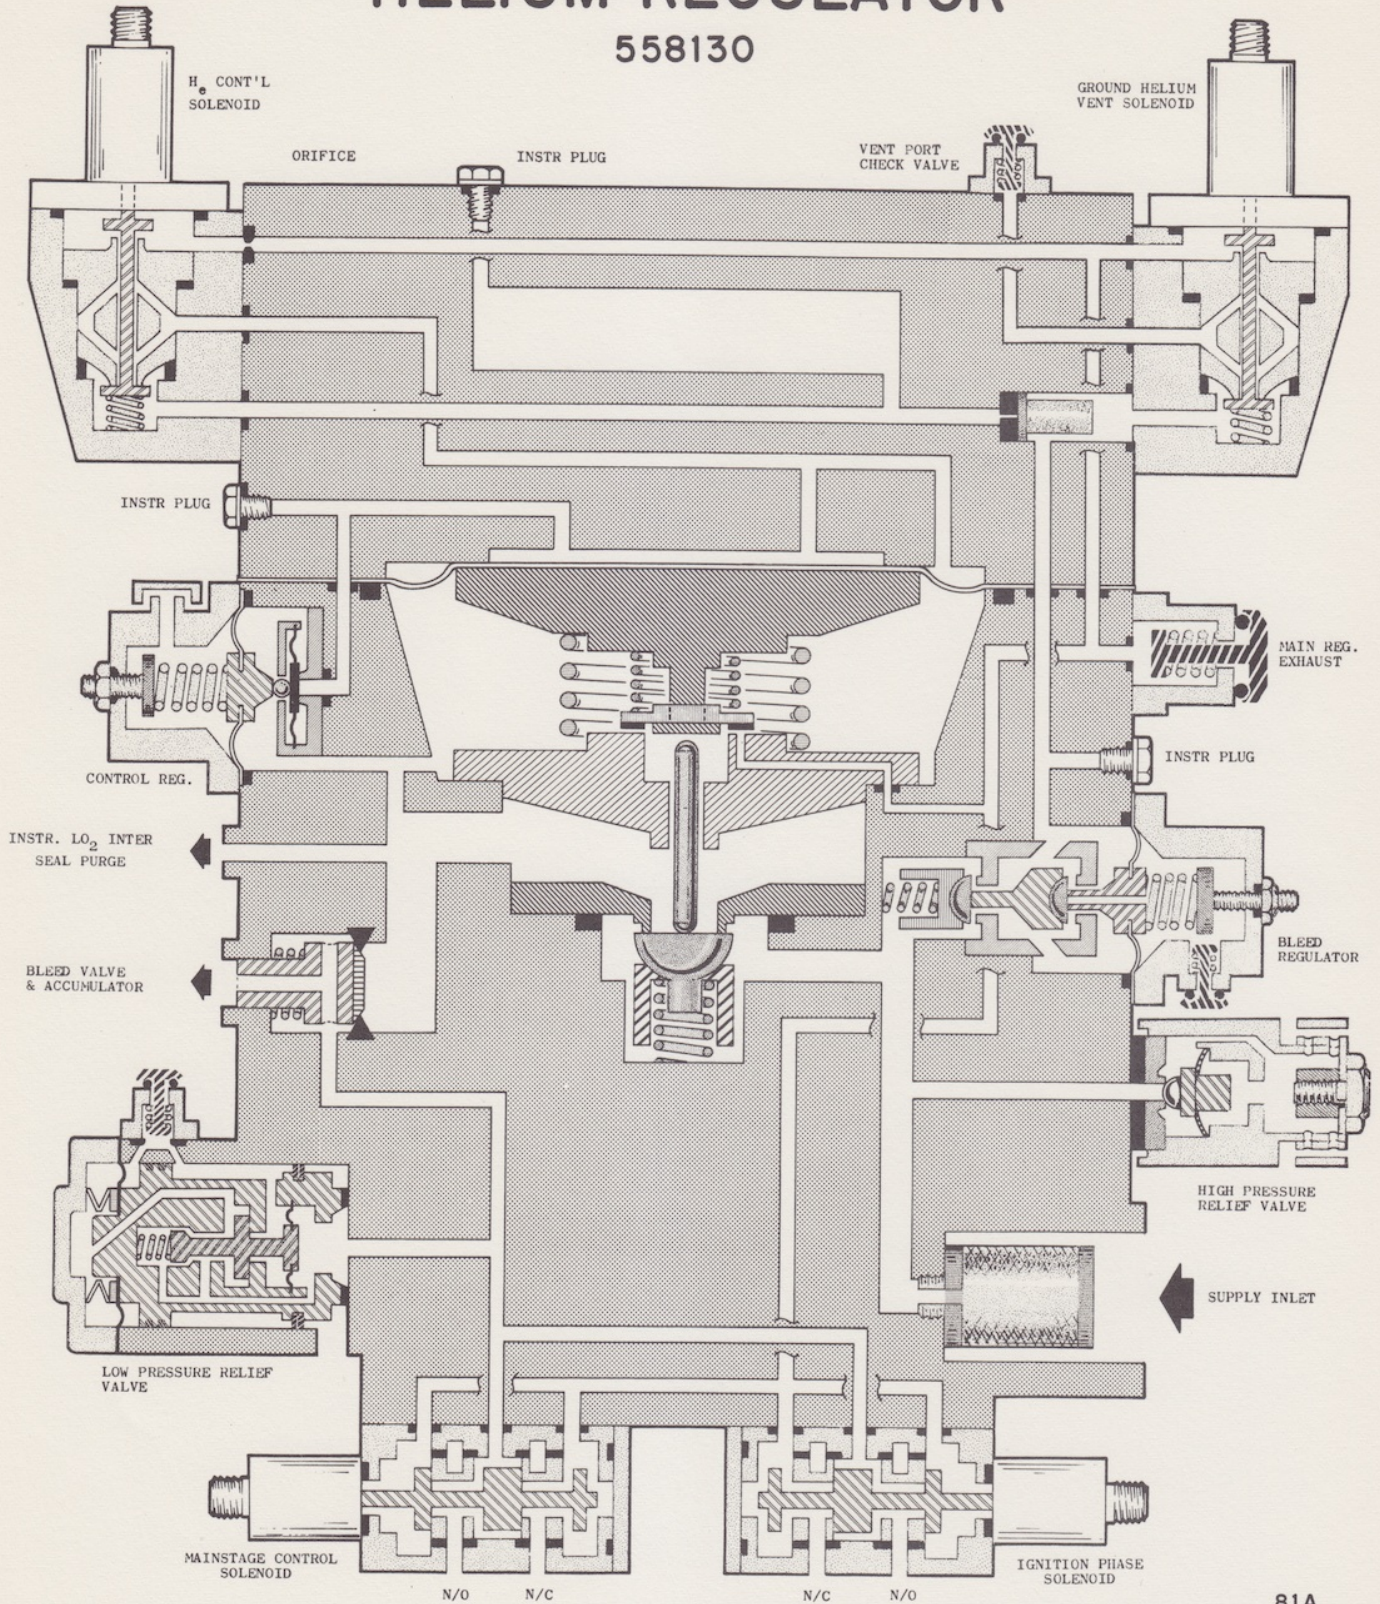 HELIUM REGULATOR
558130
He CONT'L
SOLENOID
GROUND HELIUM
VENT SOLENOID
ORIFICE
INSTR PLUG
VENT PORT
CHECK VALVE
INSTR PLUG
MAIN REG.
EXHAUST
CONTROL REG.
INSTR PLUG
INSTR. LO2 INTER
SEAL PURGE
BLEED VALVE
& ACCUMULATOR
BLEED
REGULATOR
HIGH PRESSURE
RELIEF VALVE
SUPPLY INLET
LOW PRESSURE RELIEF
VALVE
MAINSTAGE CONTROL
SOLENOID
IGNITION PHASE
SOLENOID
N/O
N/C
N/C
N/O
81A